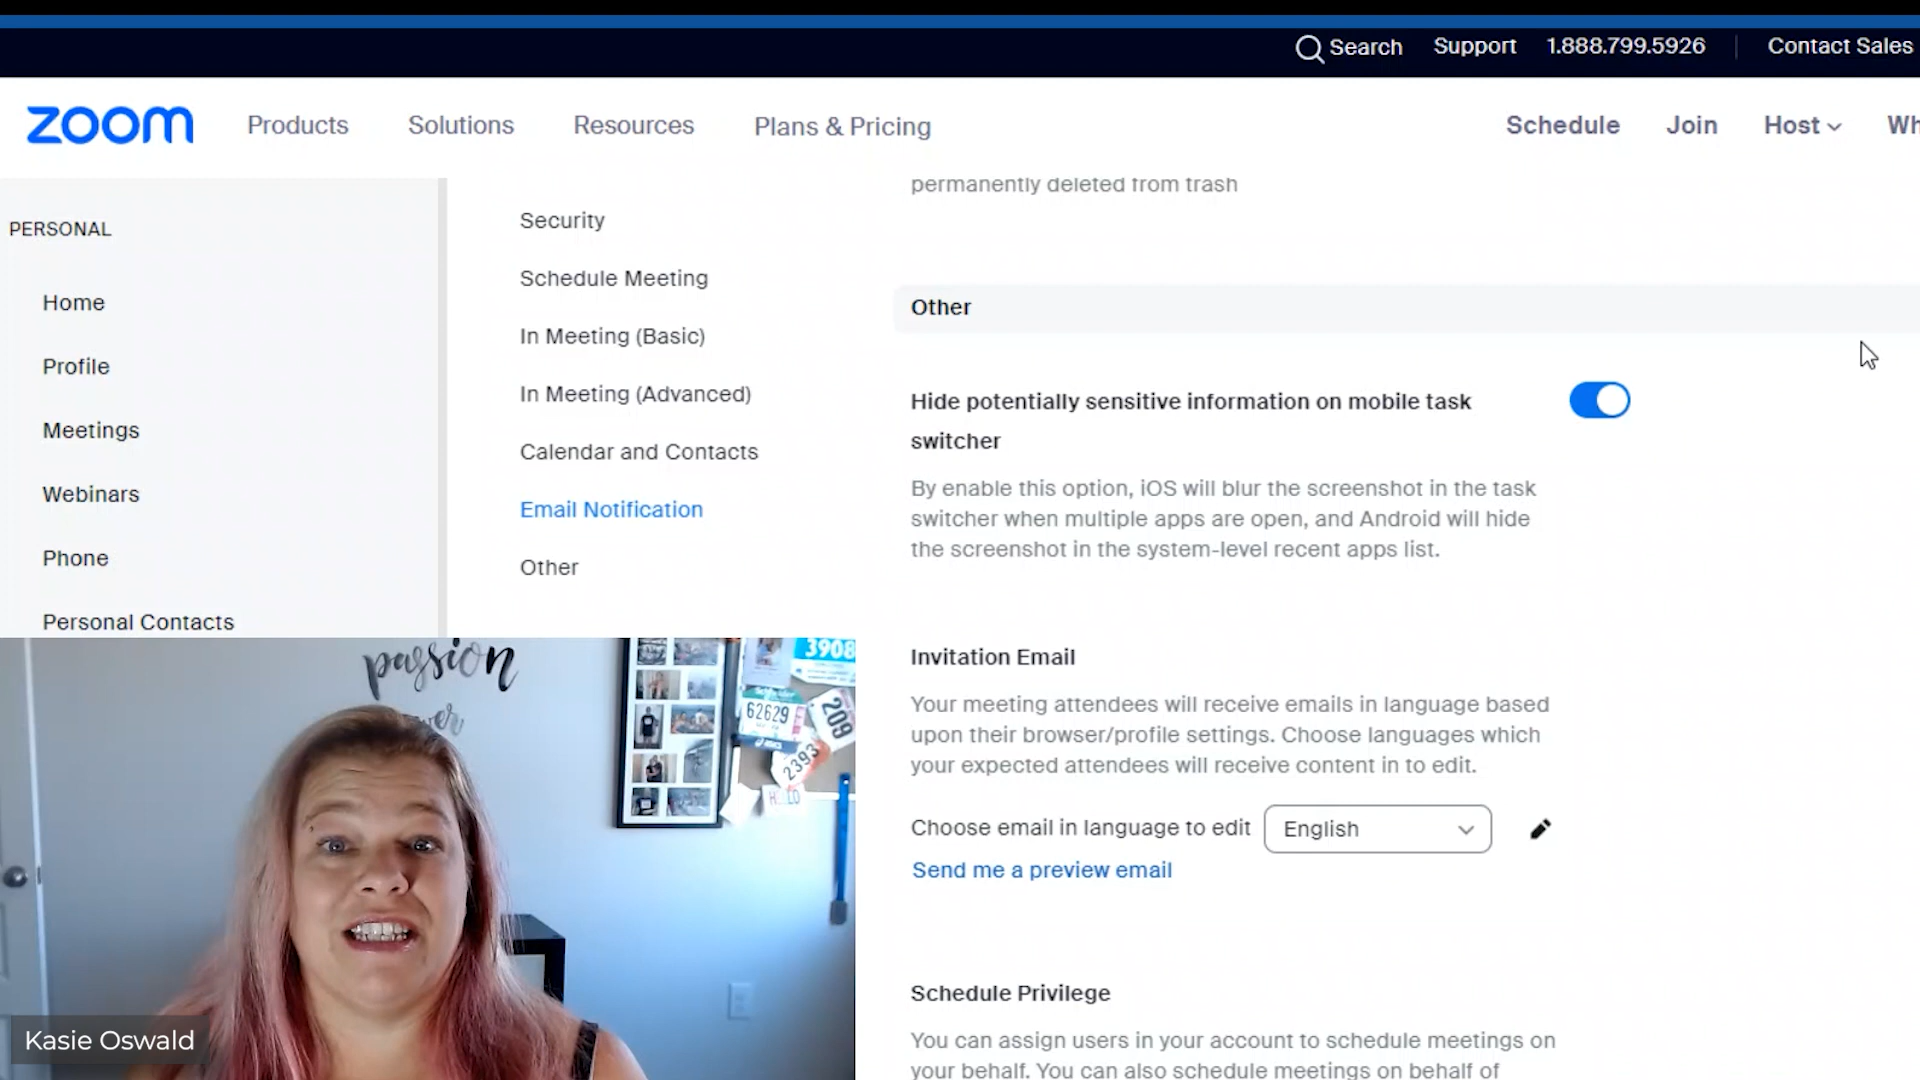 Search Support 1.888.799.5926 Contact Sales
zoom Products Solutions Resources Plans & Pricing Schedule Join Host Wh
PERSONAL
Home
Profile
Meetings
Webinars
Phone
Personal Contacts
Security
Schedule Meeting
In Meeting (Basic)
In Meeting (Advanced)
Calendar and Contacts
Email Notification
Other
permanently deleted from trash
Other
Hide potentially sensitive information on mobile task
switcher
By enable this option, iOS will blur the screenshot in the task
switcher when multiple apps are open, and Android will hide
the screenshot in the system-level recent apps list.
Invitation Email
Your meeting attendees will receive emails in language based
upon their browser/profile settings. Choose languages which
your expected attendees will receive content in to edit.
Choose email in language to edit English
Send me a preview email
Schedule Privilege
You can assign users in your account to schedule meetings on
your behalf. You can also schedule meetings on behalf of
passion
3908
62629
209
2393
Kasie Oswald